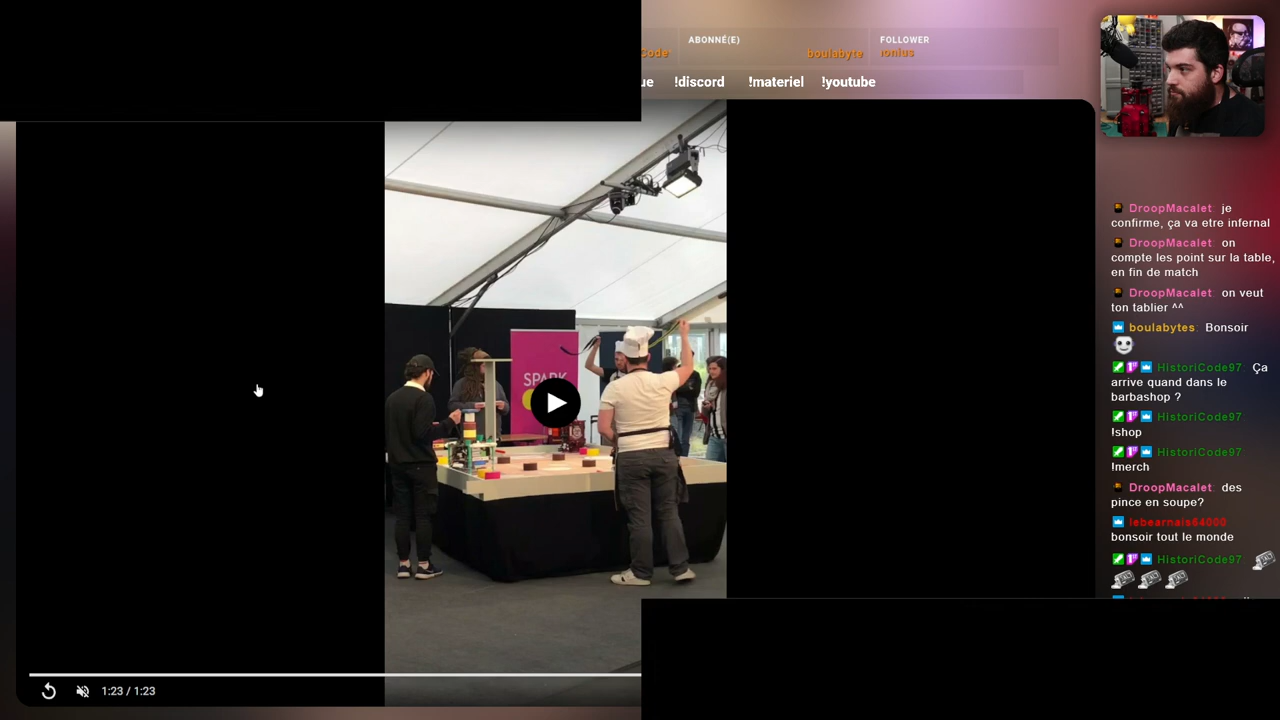 ABONNÉ(E)
FOLLOWER
Code
boulabyte
ionius
ue
!discord
!materiel
!youtube
SPARK
1:23 / 1:23
DroopMacalet: je
confirme, ça va etre infernal
DroopMacalet: on
compte les point sur la table,
en fin de match
DroopMacalet: on veut
ton tablier ^^
boulabytes: Bonsoir
HistoriCode97: Ça
arrive quand dans le
barbashop ?
HistoriCode97:
!shop
HistoriCode97:
!merch
DroopMacalet: des
pince en soupe?
lebearnais64000:
bonsoir tout le monde
HistoriCode97: